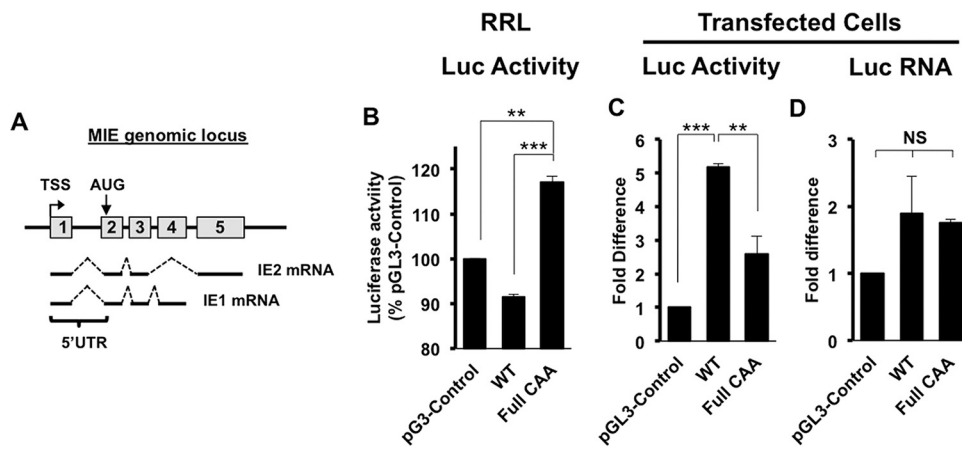 RRL
Transfected Cells
Luc Activity
Luc Activity
Luc RNA
A
MIE genomic locus
TSS
AUG
1
2
3
4
5
IE2 mRNA
IE1 mRNA
5’UTR
B
**
***
Luciferase actviity
(% pGL3-Control)
120
110
100
90
80
pG3-Control
WT
Full CAA
C
***
**
Fold Difference
6
5
4
3
2
1
0
pGL3-Control
WT
Full CAA
D
NS
Fold difference
3
2
1
0
pGL3-Control
WT
Full CAA